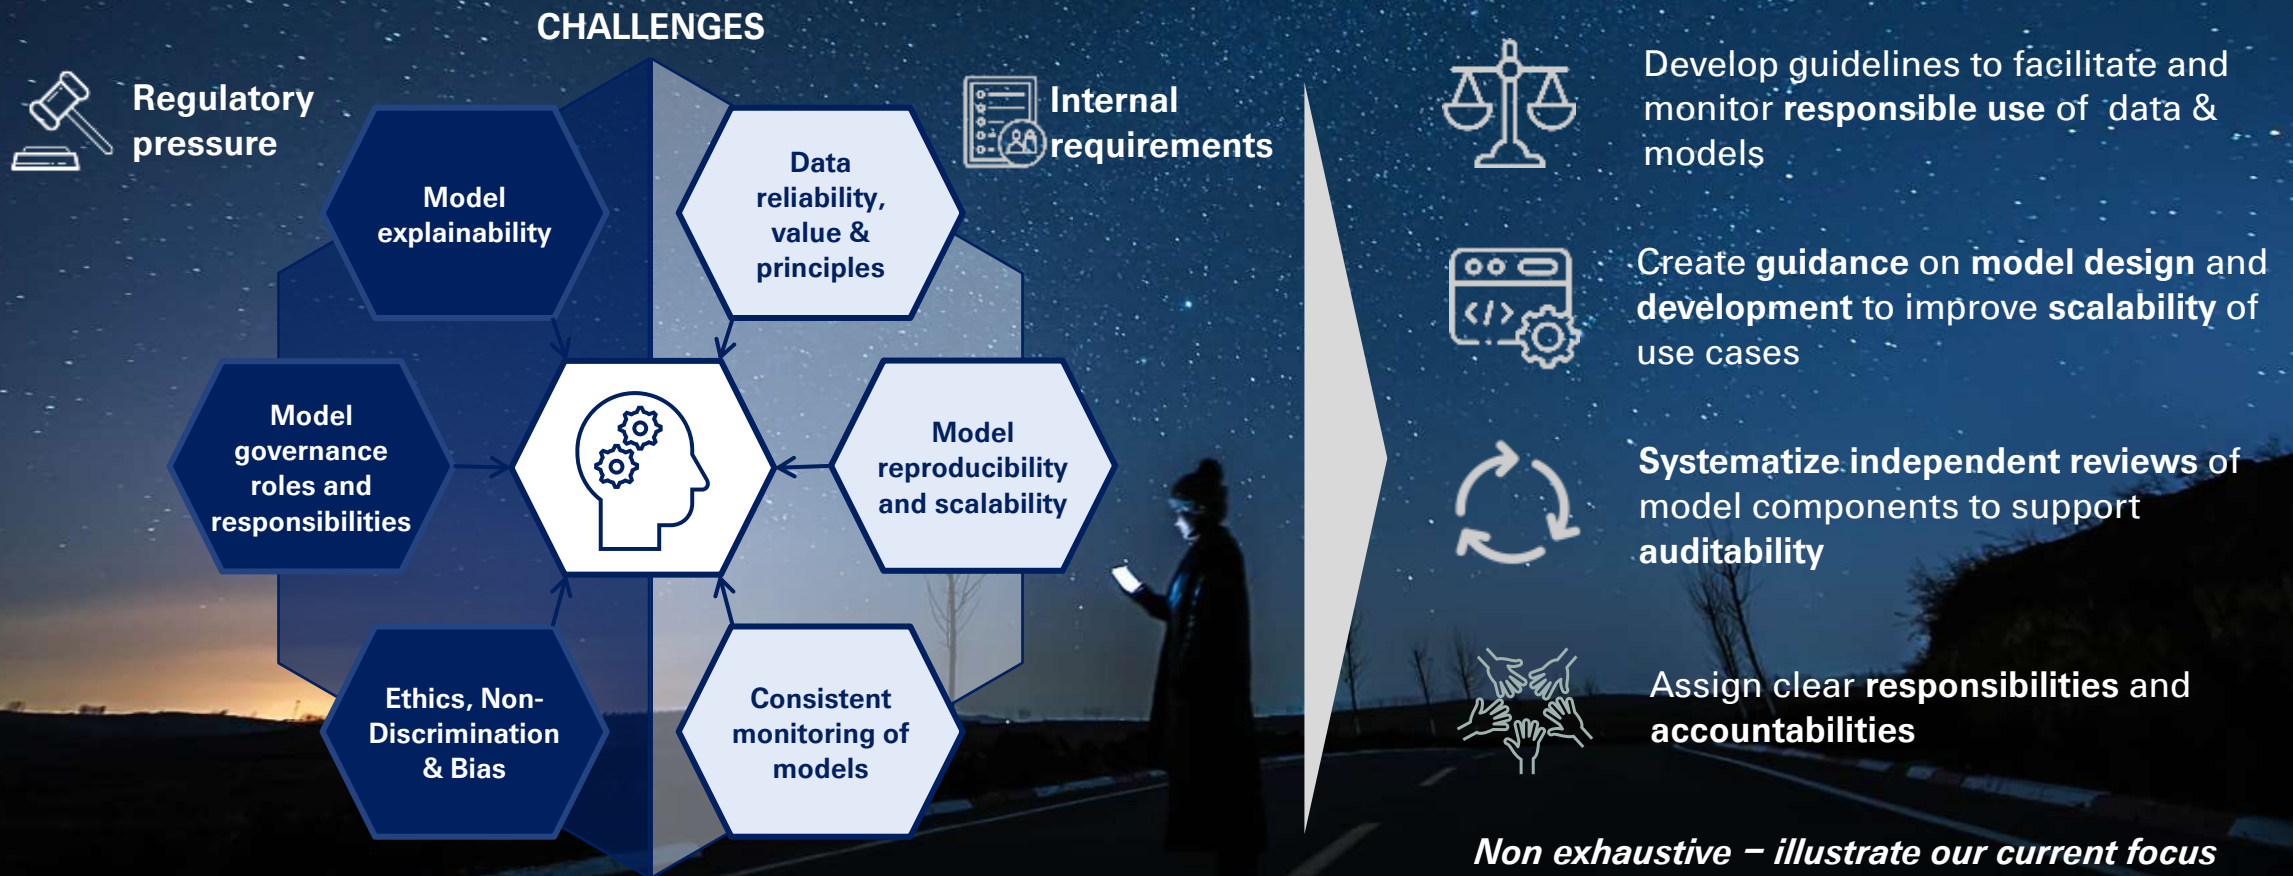 CHALLENGES
Regulatory
pressure
Internal
requirements
Model
explainability
Data
reliability,
value &
principles
Model
governance
roles and
responsibilities
Model
reproducibility
and scalability
Ethics, Non-
Discrimination
& Bias
Consistent
monitoring of
models
Develop guidelines to facilitate and
monitor responsible use of data &
models
</>
Create guidance on model design and
development to improve scalability of
use cases
Systematize independent reviews of
model components to support
auditability
Assign clear responsibilities and
accountabilities
Non exhaustive – illustrate our current focus